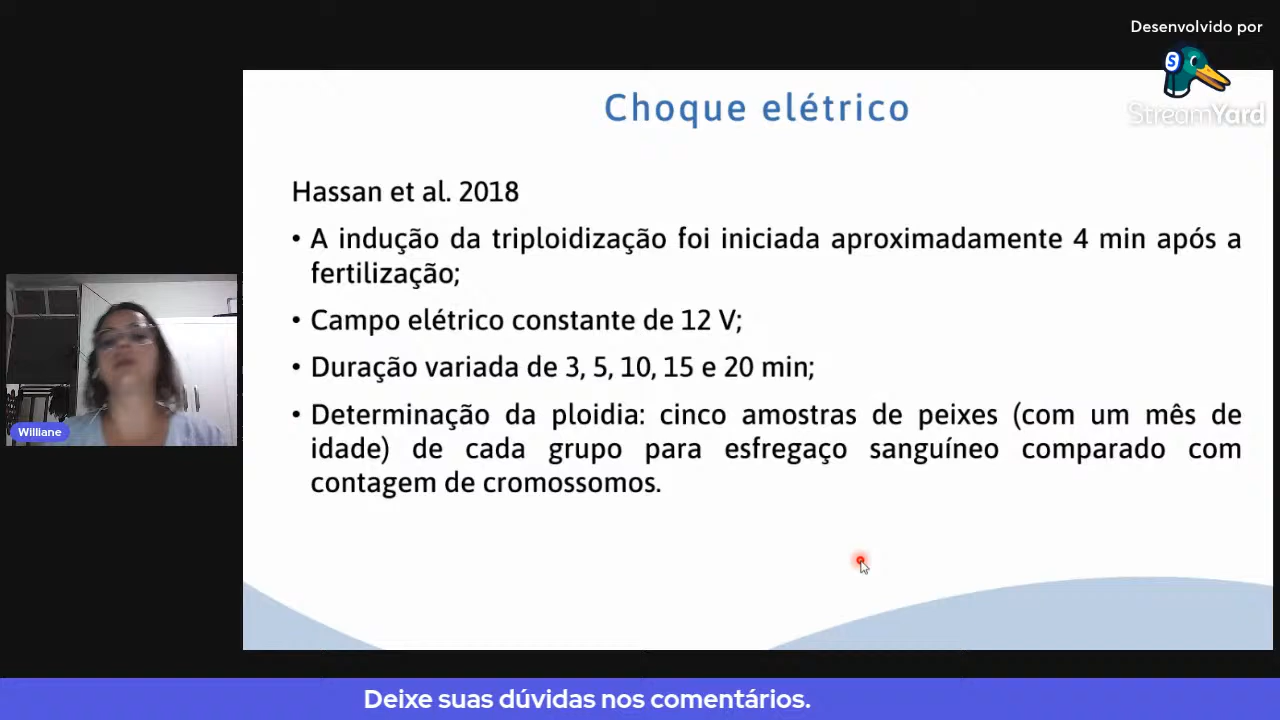 Desenvolvido por
S
StreamYard
Choque elétrico
Hassan et al. 2018
• A indução da triploidização foi iniciada aproximadamente 4 min após a
fertilização;
• Campo elétrico constante de 12 V;
• Duração variada de 3, 5, 10, 15 e 20 min;
• Determinação da ploidia: cinco amostras de peixes (com um mês de
idade) de cada grupo para esfregaço sanguíneo comparado com
contagem de cromossomos.
Williane
Deixe suas dúvidas nos comentários.